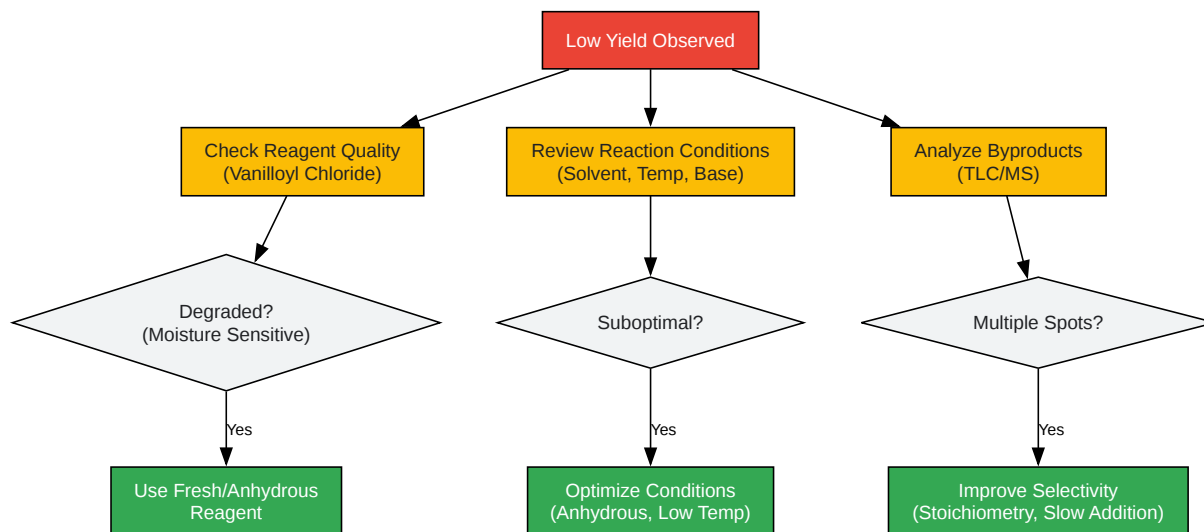 Low Yield Observed
Check Reagent Quality
(Vanilloyl Chloride)
Review Reaction Conditions
(Solvent, Temp, Base)
Analyze Byproducts
(TLC/MS)
Degraded?
(Moisture Sensitive)
Suboptimal?
Multiple Spots?
Yes
Yes
Yes
Use Fresh/Anhydrous
Reagent
Optimize Conditions
(Anhydrous, Low Temp)
Improve Selectivity
(Stoichiometry, Slow Addition)